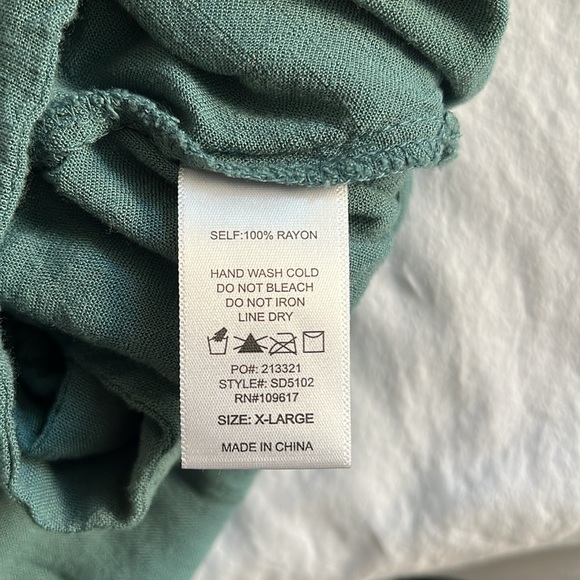 SELF:100% RAYON
HAND WASH COLD
DO NOT BLEACH
DO NOT IRON
LINE DRY
PO#: 213321
STYLE#: SD5102
RN#109617
SIZE: X-LARGE
MADE IN CHINA